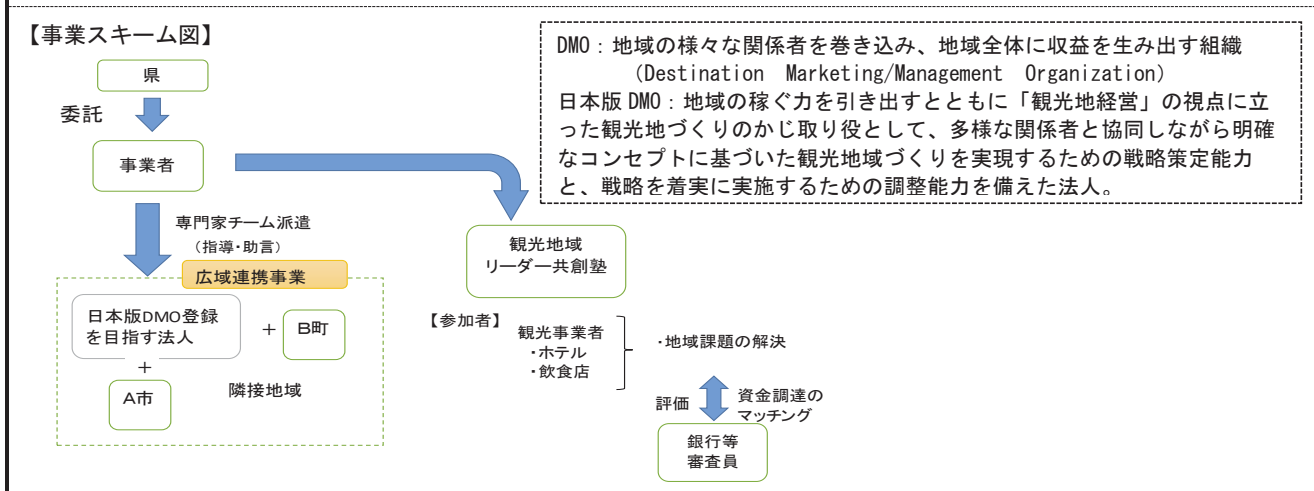 【事業スキーム図】
県
委託
事業者
専門家チーム派遣
(指導・助言)
広域連携事業
日本版DMO登録
を目指す法人
+
B町
+
A市
隣接地域
DMO：地域の様々な関係者を巻き込み、地域全体に収益を生み出す組織
（Destination Marketing/Management Organization）
日本版 DMO：地域の稼ぐ力を引き出すとともに「観光地経営」の視点に立
った観光地づくりのかじ取り役として、多様な関係者と協同しながら明確
なコンセプトに基づいた観光地域づくりを実現するための戦略策定能力
と、戦略を着実に実施するための調整能力を備えた法人。
観光地域
リーダー共創塾
【参加者】
観光事業者
・ホテル
・飲食店
・地域課題の解決
評価
資金調達の
マッチング
銀行等
審査員